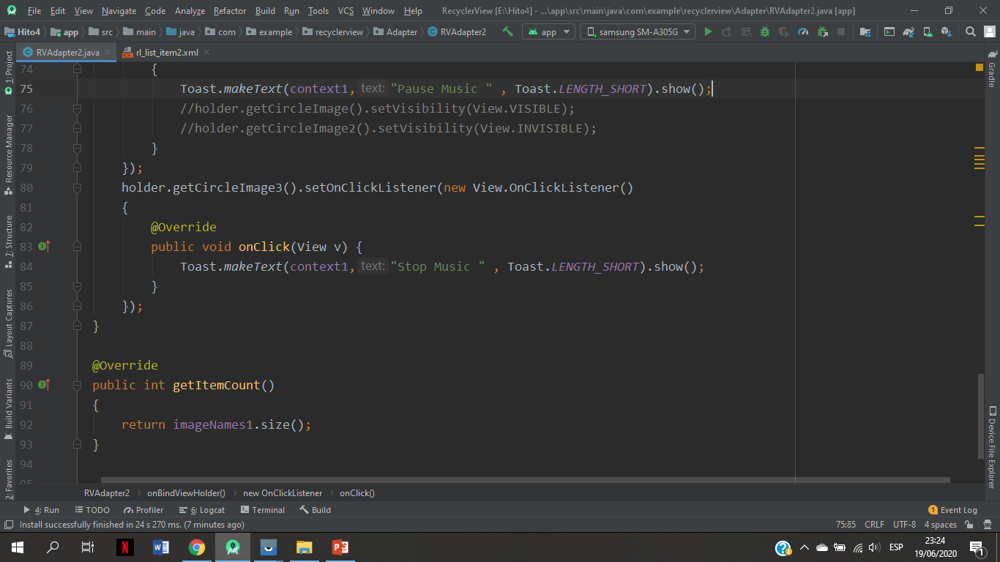 File Edit View Navigate Code Analyze Refactor Build Run Tools VCS Window Help RecyclerView [E:\Hito4] - ...\app\src\main\java\com\example\recyclerview\Adapter\RVAdapter2.java [app]
Hito4 app src main java com example recyclerview Adapter RVAdapter2 app samsung SM-A305G
RVAdapter2.java rl_list_item2.xml
74 {
75 Toast.makeText(context1, text: "Pause Music " , Toast.LENGTH_SHORT).show();
76 //holder.getCircleImage().setVisibility(View.VISIBLE);
77 //holder.getCircleImage2().setVisibility(View.INVISIBLE);
78 }
79 });
80 holder.getCircleImage3().setOnClickListener(new View.OnClickListener()
81 {
82 @Override
83 public void onClick(View v) {
84 Toast.makeText(context1, text: "Stop Music " , Toast.LENGTH_SHORT).show();
85 }
86 });
87 }
88
89 @Override
90 public int getItemCount()
91 {
92 return imageNames1.size();
93 }
94
95
1: Project
Resource Manager
7: Structure
Layout Captures
Build Variants
2: Favorites
Gradle
Device File Explorer
RVAdapter2 onBindViewHolder() new OnClickListener onClick()
4: Run TODO Profiler 6: Logcat Terminal Build 1 Event Log
Install successfully finished in 24 s 270 ms. (7 minutes ago) 75:85 CRLF UTF-8 4 spaces
ESP
23:24
19/06/2020
1